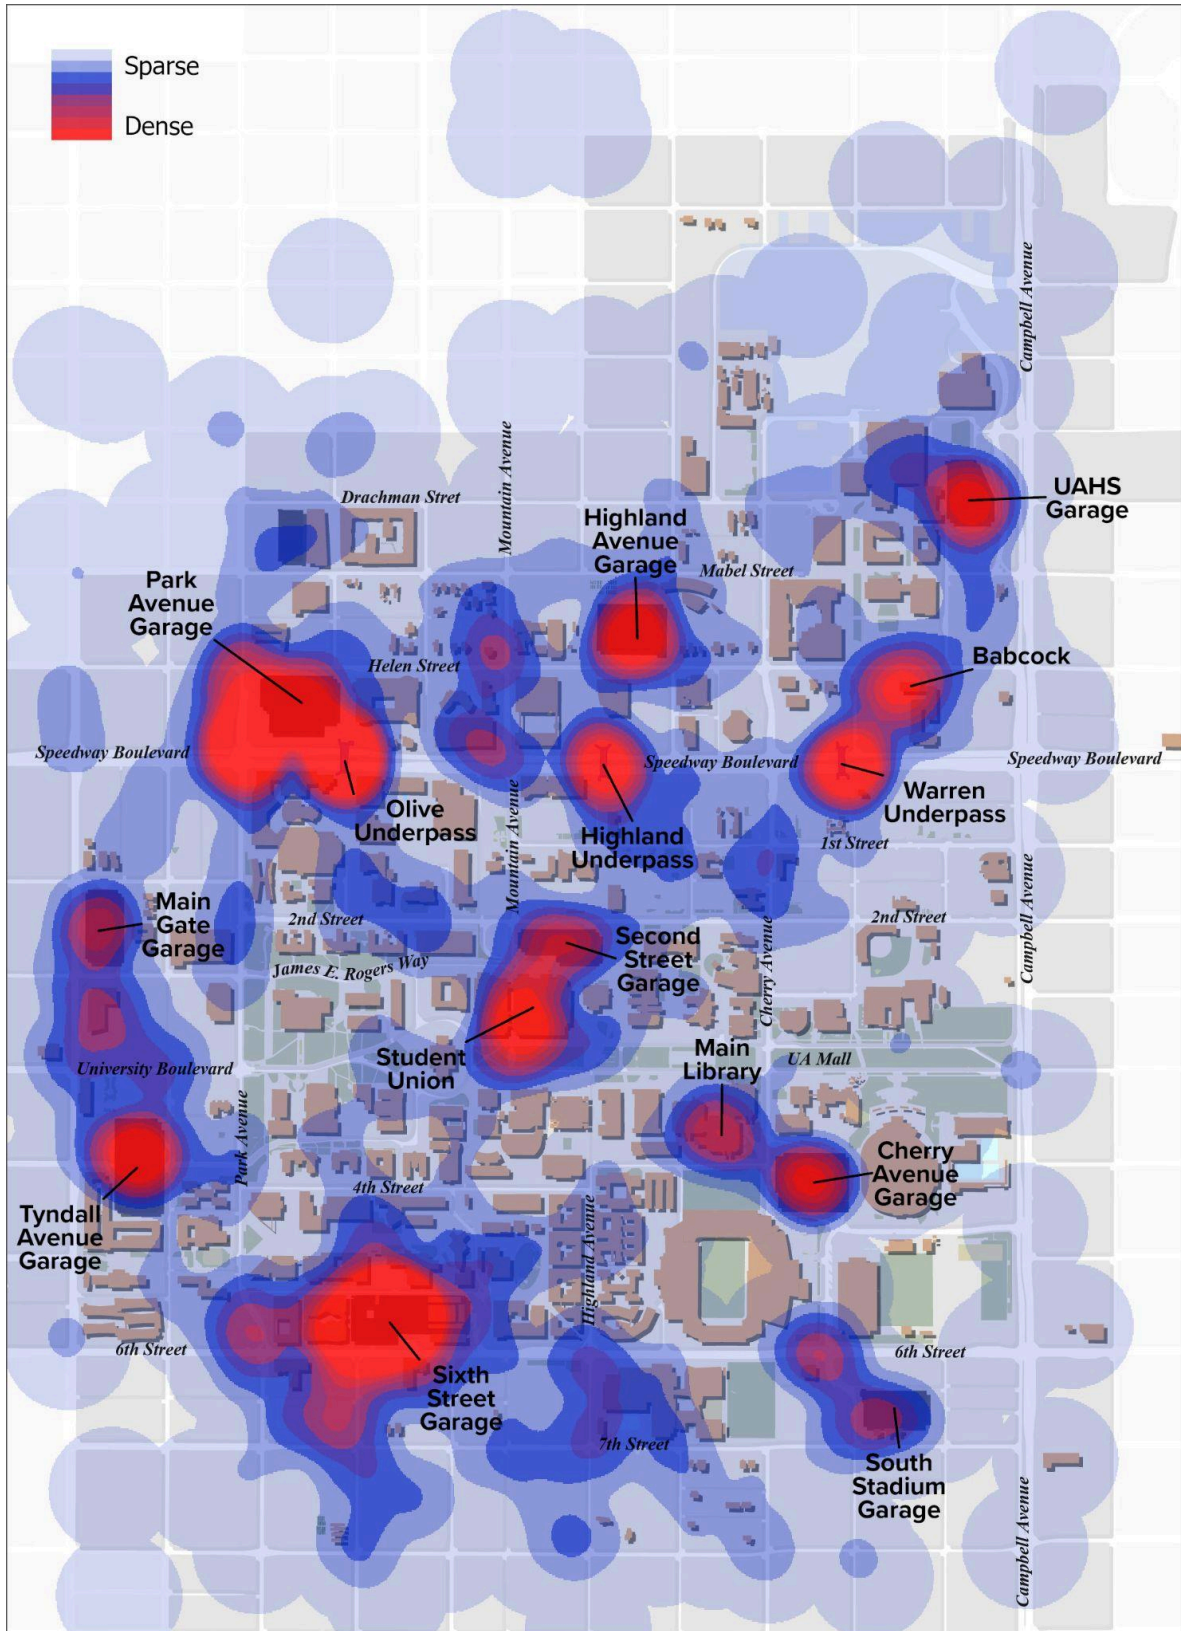 Sparse
Dense
Campbell Avenue
Mountain Avenue
Drachman Stret
UAHS
Garage
Highland
Avenue
Garage
Mabel Street
Park
Avenue
Garage
Helen Street
Babcock
Speedway Boulevard
Speedway Boulevard
Speedway Boulevard
Olive
Underpass
Mountain Avenue
Highland
Underpass
Warren
Underpass
1st Street
Main
Gate
Garage
2nd Street
James E. Rogers Way
Second
Street
Garage
Cherry Avenue
2nd Street
Campbell Avenue
Student
Union
Main
Library
UA Mall
University Boulevard
Park Avenue
4th Street
Cherry
Avenue
Garage
Tyndall
Avenue
Garage
Highland Avenue
6th Street
Sixth
Street
Garage
6th Street
7th Street
South
Stadium
Garage
Campbell Avenue